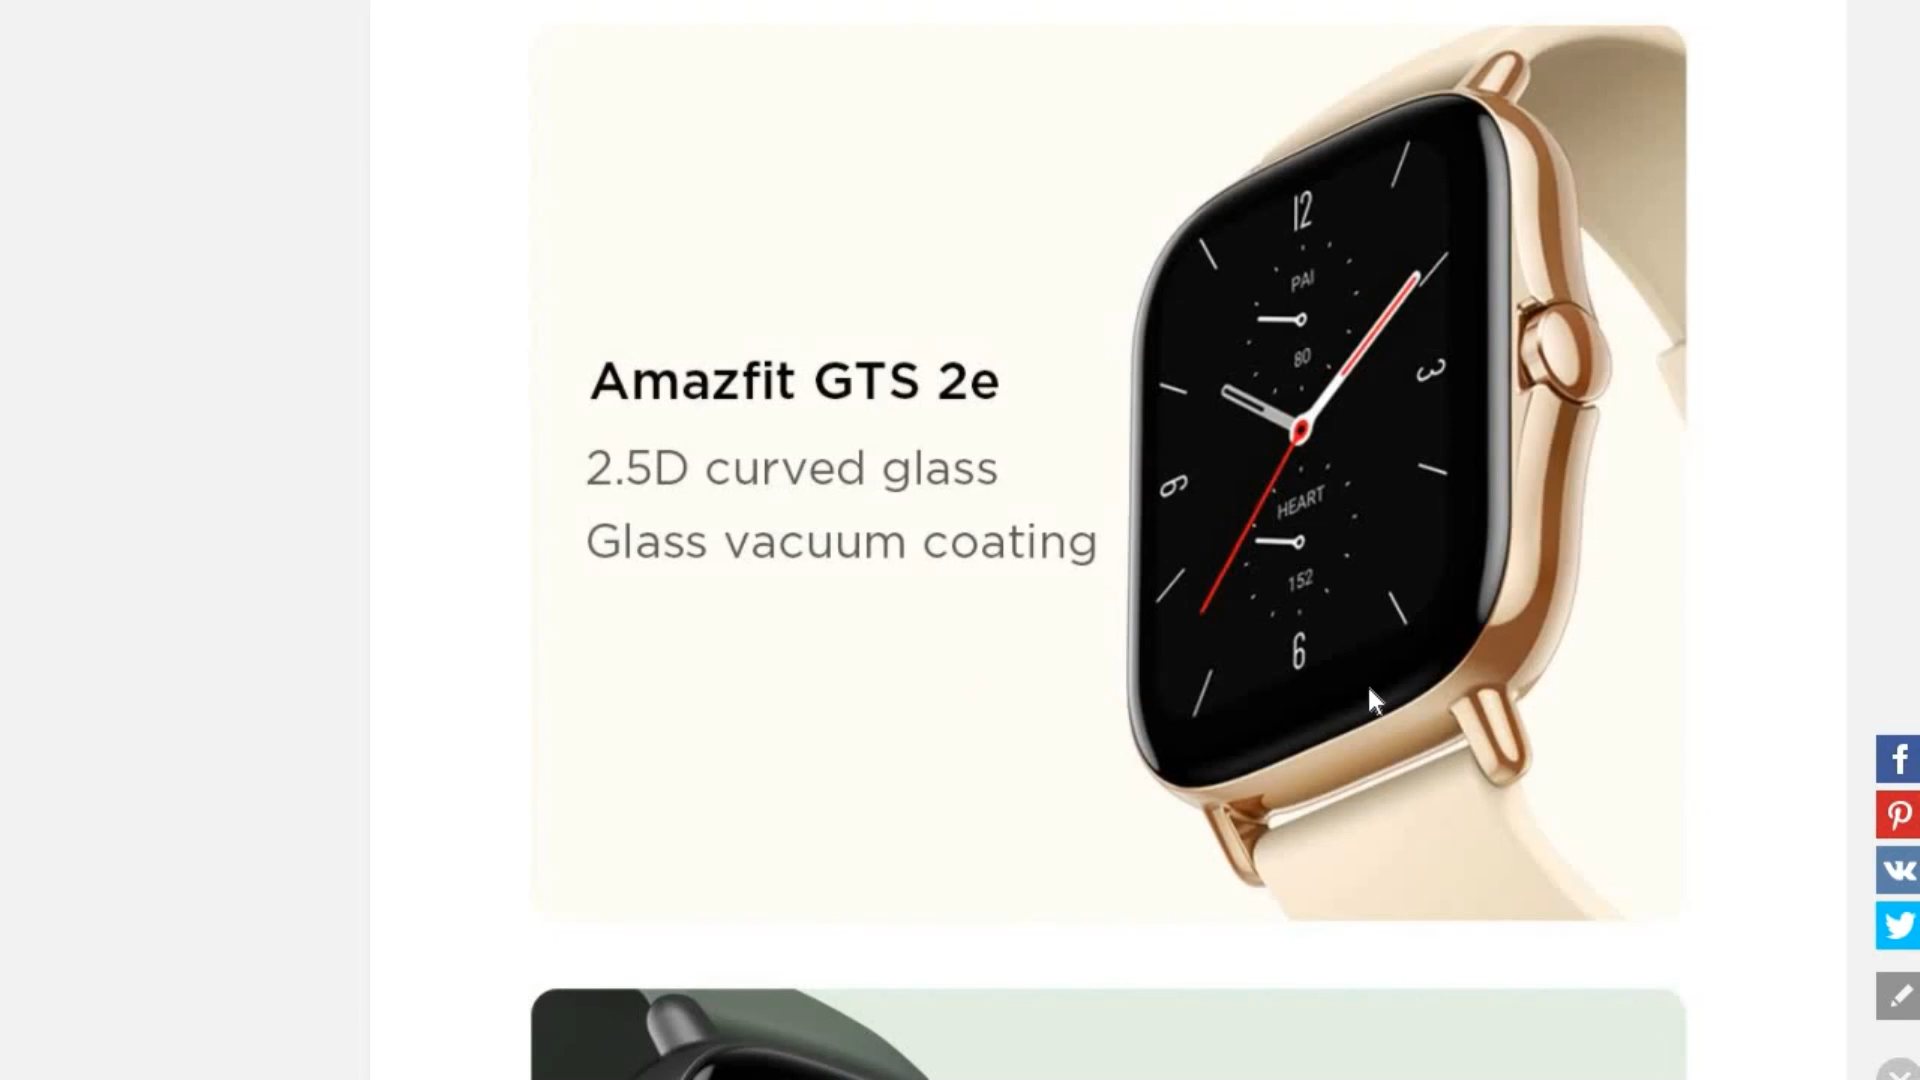 Amazfit GTS 2e
2.5D curved glass
Glass vacuum coating
12
PAI
80
3
9
HEART
152
6